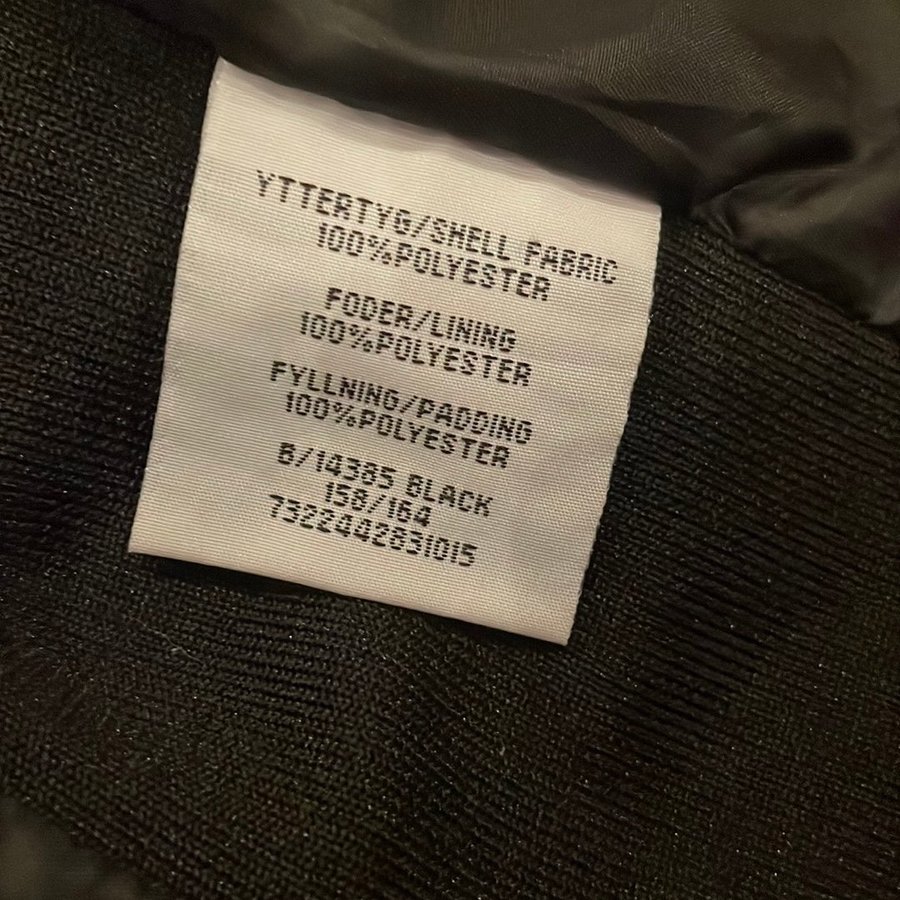 YTTERTYG/SHELL FABRIC
100%POLYESTER
FODER/LINING
100%POLYESTER
FYLLNING/PADDING
100%POLYESTER
B/14385 BLACK
158/164
7322442831015